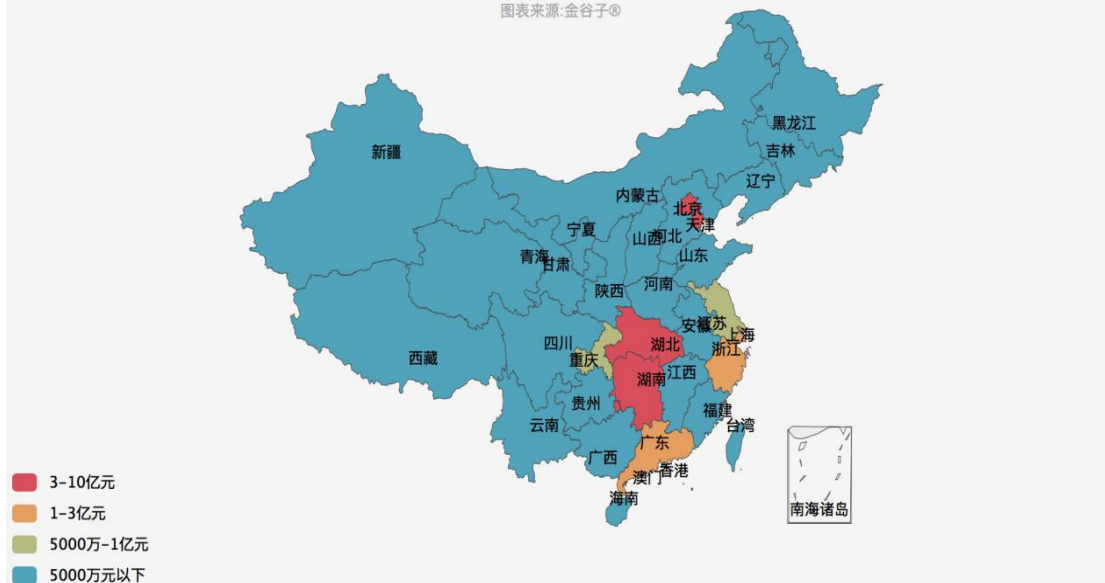 图表来源:金谷子®
黑龙江
新疆
吉林
辽宁
内蒙古
北京
天津
宁夏
山西
河北
山东
青海
甘肃
河南
陕西
安徽
江苏
上海
四川
湖北
浙江
重庆
西藏
湖南
江西
贵州
福建
云南
台湾
广东
广西
香港
澳门
海南
南海诸岛
3-10亿元
1-3亿元
5000万-1亿元
5000万元以下